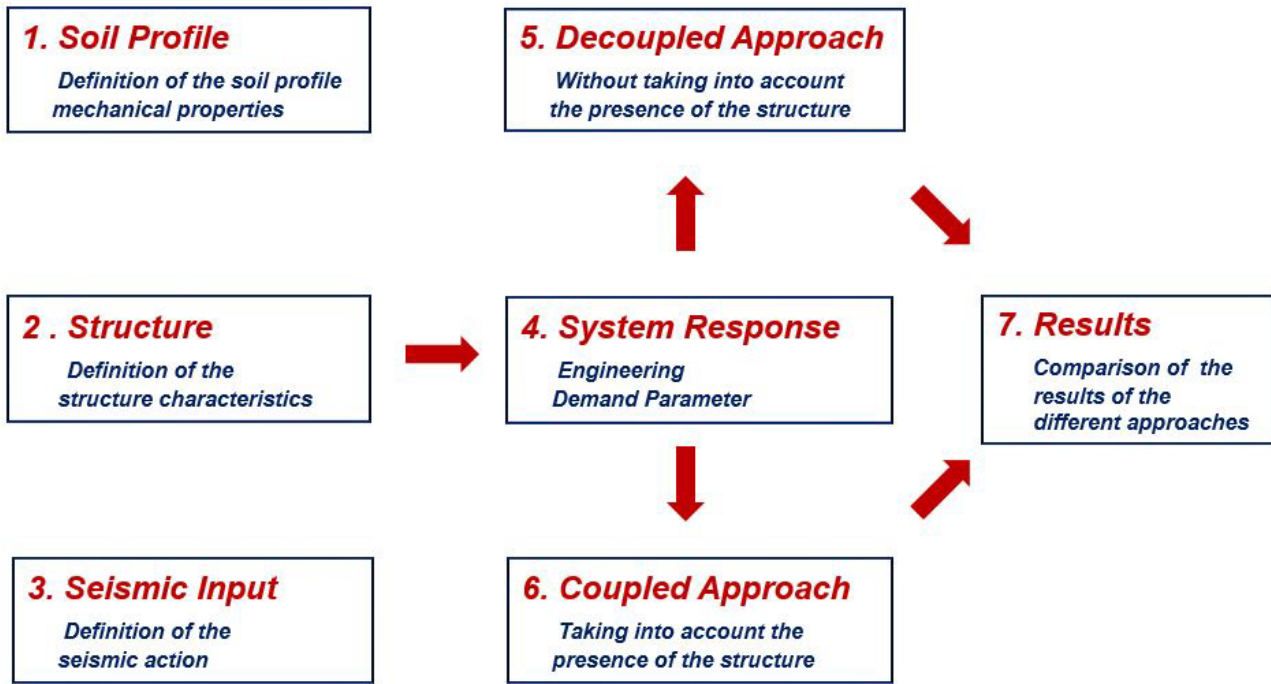 1. Soil Profile
Definition of the soil profile
mechanical properties
2 . Structure
Definition of the
structure characteristics
3. Seismic Input
Definition of the
seismic action
4. System Response
Engineering
Demand Parameter
5. Decoupled Approach
Without taking into account
the presence of the structure
6. Coupled Approach
Taking into account the
presence of the structure
7. Results
Comparison of the
results of the
different approaches